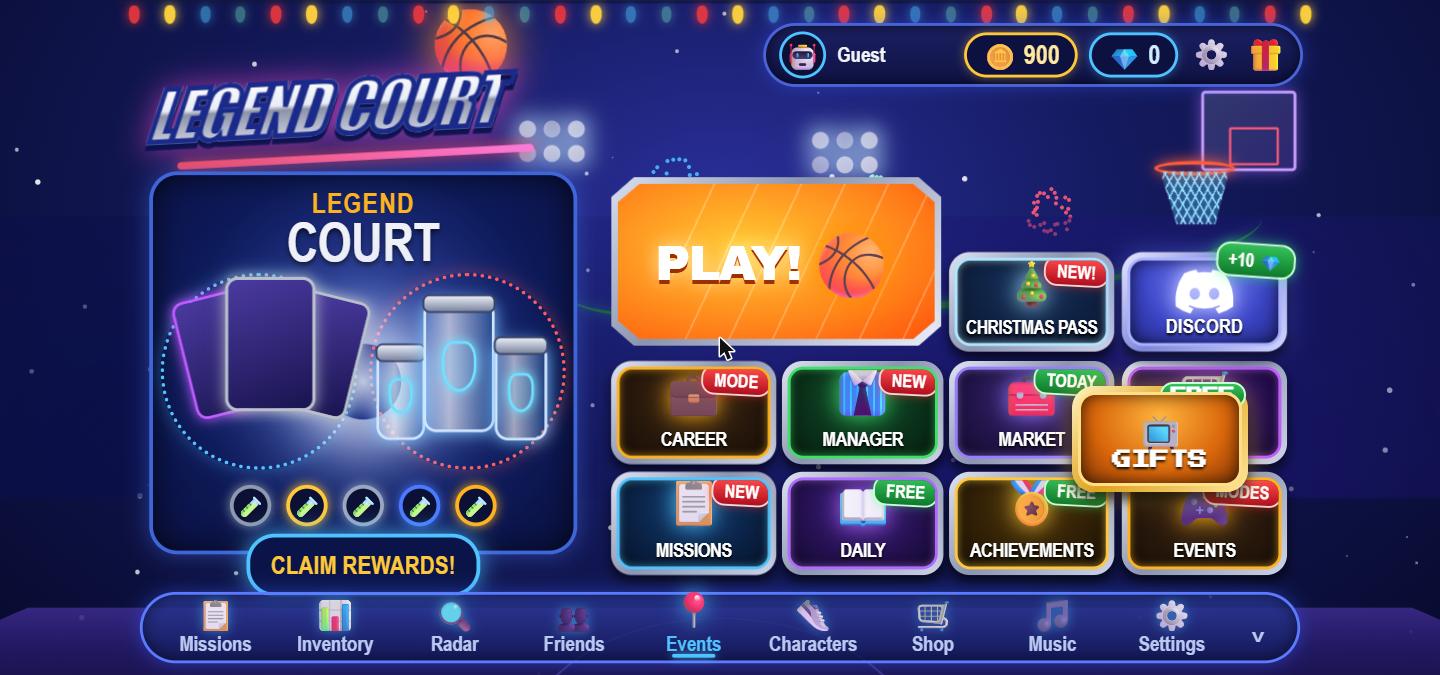 LEGEND COURT
Guest
900
0
LEGEND
COURT
CLAIM REWARDS!
PLAY!
NEW!
CHRISTMAS PASS
+10
DISCORD
MODE
CAREER
NEW
MANAGER
TODAY
MARKET
FREE
GIFTS
NEW
MISSIONS
FREE
DAILY
FREE
ACHIEVEMENTS
MODES
EVENTS
Missions
Inventory
Radar
Friends
Events
Characters
Shop
Music
Settings
v